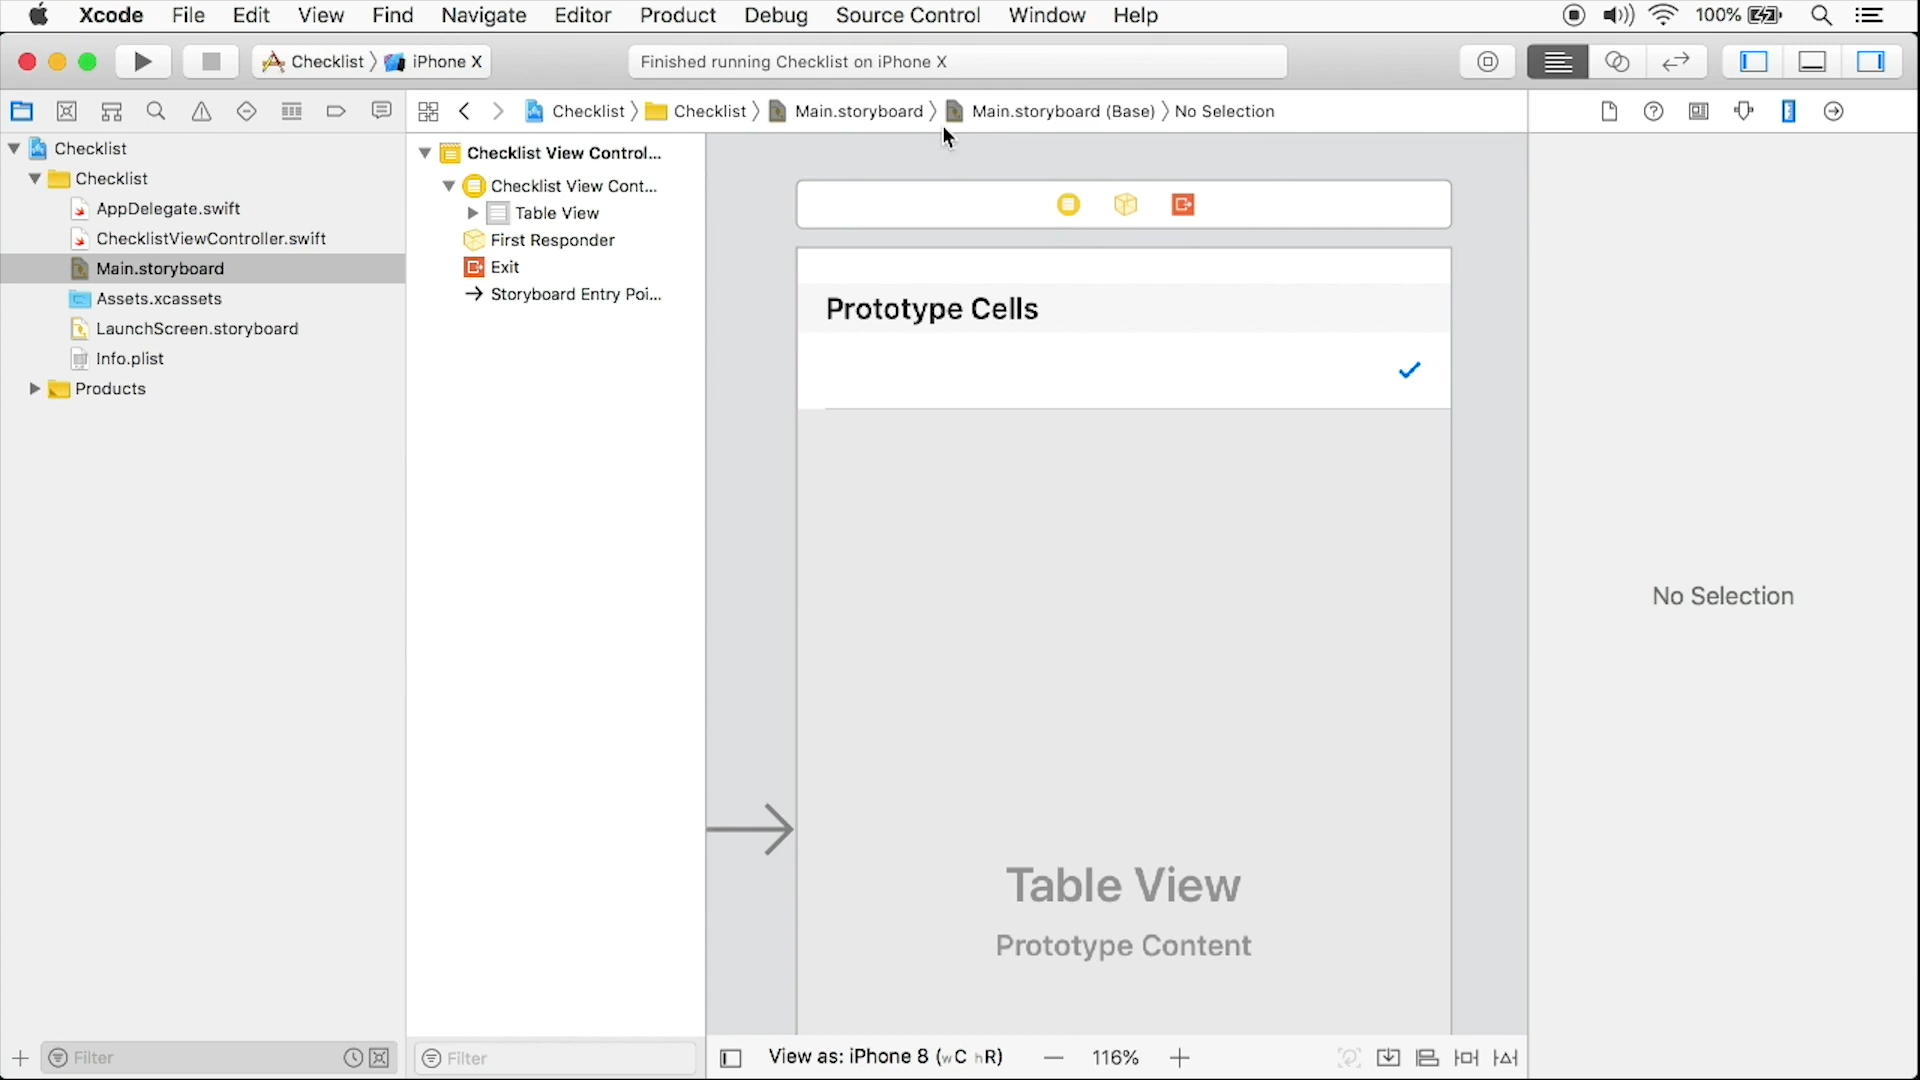 Xcode File Edit View Find Navigate Editor Product Debug Source Control Window Help 100%
Checklist iPhone X Finished running Checklist on iPhone X
Checklist Checklist Main.storyboard Main.storyboard (Base) No Selection
Checklist
Checklist
AppDelegate.swift
ChecklistViewController.swift
Main.storyboard
Assets.xcassets
LaunchScreen.storyboard
Info.plist
Products
Filter
Checklist View Control...
Checklist View Cont...
Table View
First Responder
Exit
Storyboard Entry Poi...
Filter
Prototype Cells
Table View
Prototype Content
View as: iPhone 8 (wC hR) 116%
No Selection